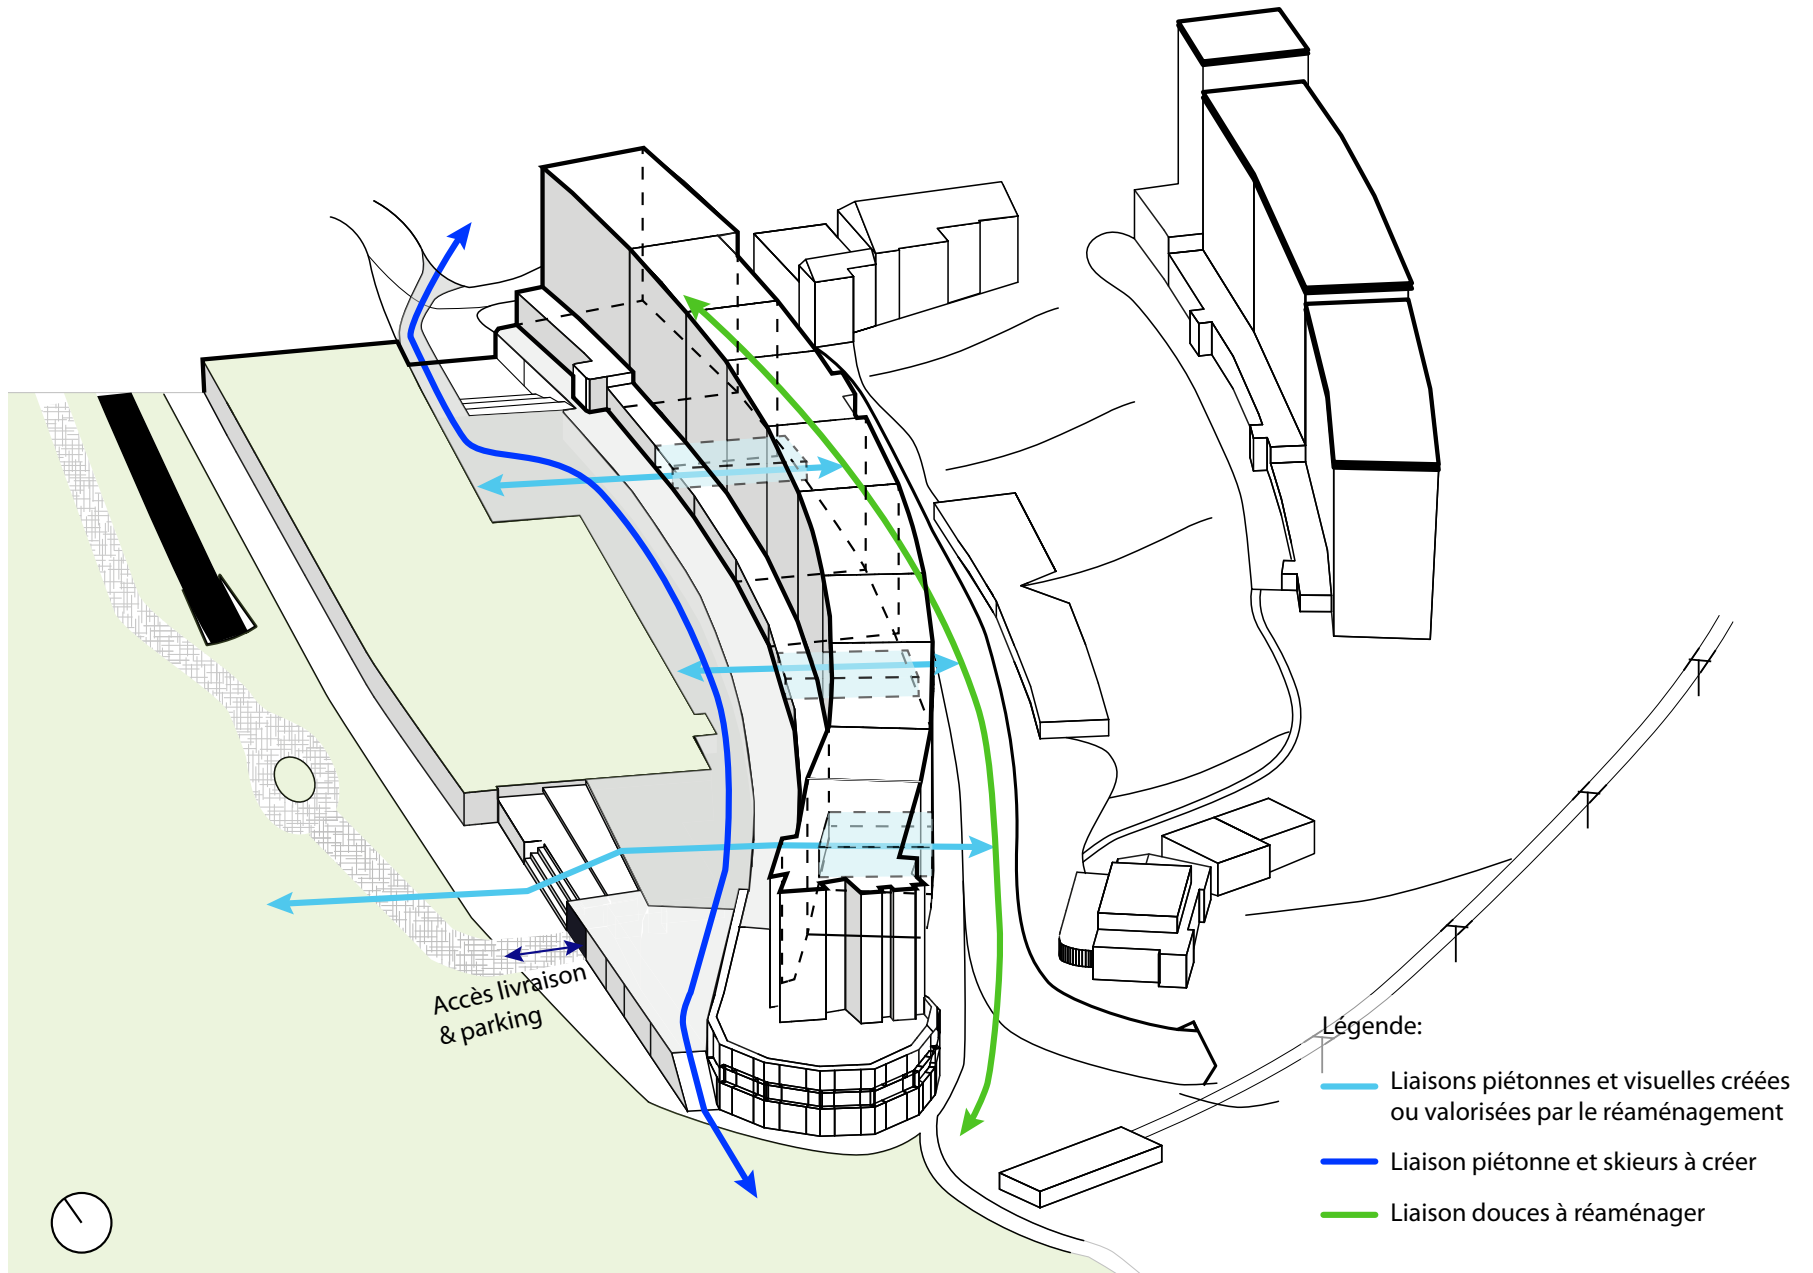 Accès livraison
& parking
Légende:
Liaisons piétonnes et visuelles créées
ou valorisées par le réaménagement
Liaison piétonne et skieurs à créer
Liaison douces à réaménager